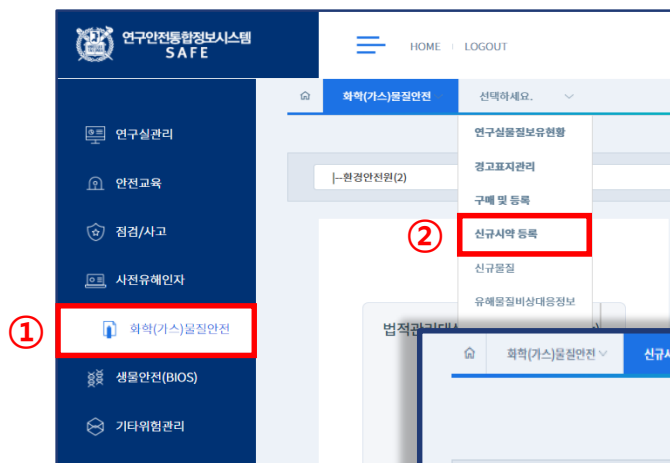 연구안전통합정보시스템
SAFE
HOME
LOGOUT
화학(가스)물질안전
선택하세요.
연구실관리
안전교육
점검/사고
사전유해인자
①
화학(가스)물질안전
생물안전(BIOS)
기타위험관리
|--환경안전원(2)
연구실물질보유현황
경고표지관리
구매 및 등록
②
신규시약 등록
신규물질
유해물질비상대응정보
화학(가스)물질안전
신규시